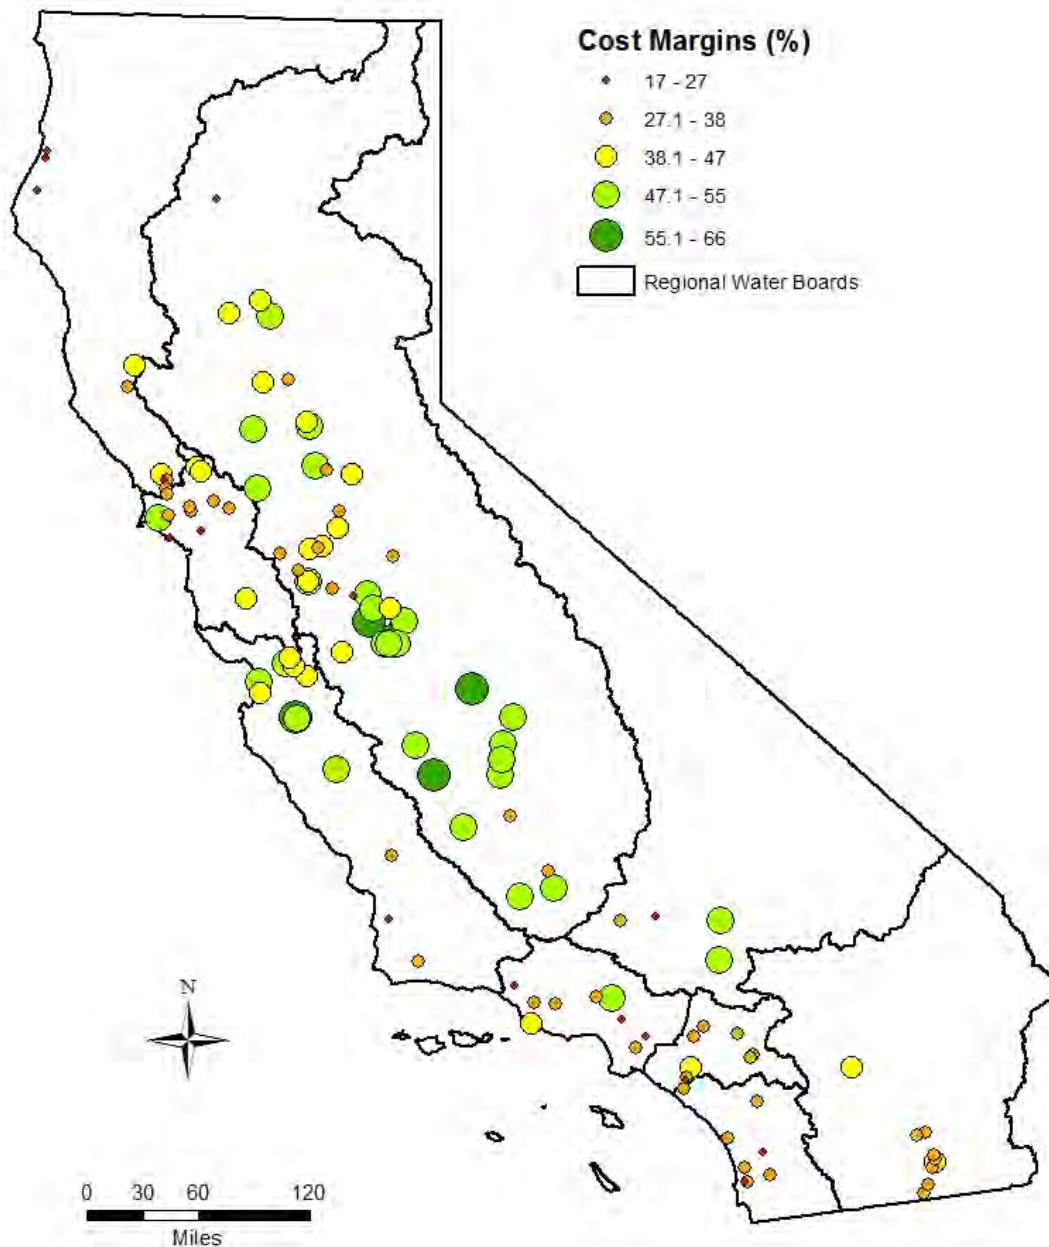 Cost Margins (%)
17 - 27
27.1 - 38
38.1 - 47
47.1 - 55
55.1 - 66
Regional Water Boards
N
0 30 60 120
Miles